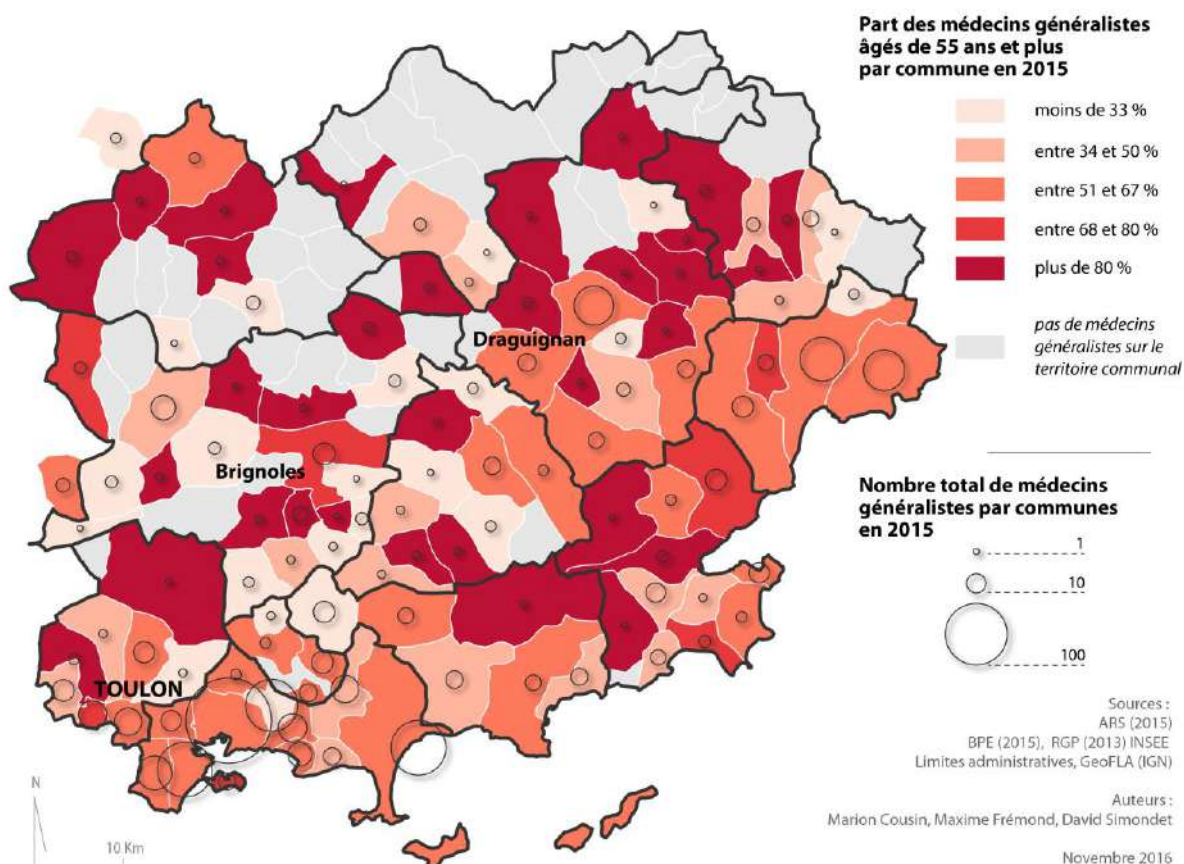 Part des médecins généralistes
âgés de 55 ans et plus
par commune en 2015
moins de 33 %
entre 34 et 50 %
entre 51 et 67 %
entre 68 et 80 %
plus de 80 %
pas de médecins
généralistes sur le
territoire communal
Draguignan
Brignoles
TOULON
Nombre total de médecins
généralistes par communes
en 2015
1
10
100
Sources :
ARS (2015)
BPE (2015), RGP (2013) INSEE
Limites administratives, GeoFLA (IGN)
Auteurs :
Marion Cousin, Maxime Frémond, David Simondet
Novembre 2016
N
10 Km